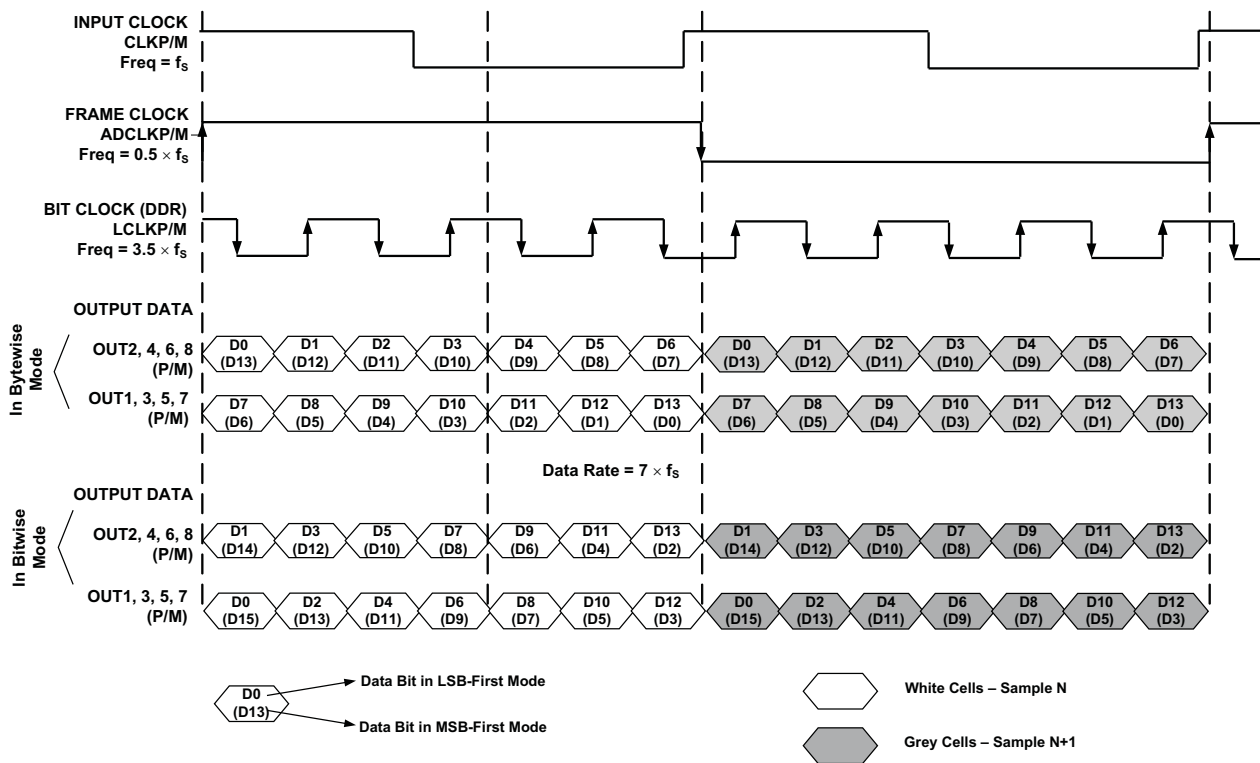 INPUT CLOCK
CLKP/M
Freq = fS
FRAME CLOCK
ADCLKP/M
Freq = 0.5 × fS
BIT CLOCK (DDR)
LCLKP/M
Freq = 3.5 × fS
In Bytewise
Mode
OUTPUT DATA
OUT2, 4, 6, 8
(P/M)
D0 D1 D2 D3 D4 D5 D6 D0 D1 D2 D3 D4 D5 D6
(D13) (D12) (D11) (D10) (D9) (D8) (D7) (D13) (D12) (D11) (D10) (D9) (D8) (D7)
OUT1, 3, 5, 7
(P/M)
D7 D8 D9 D10 D11 D12 D13 D7 D8 D9 D10 D11 D12 D13
(D6) (D5) (D4) (D3) (D2) (D1) (D0) (D6) (D5) (D4) (D3) (D2) (D1) (D0)
Data Rate = 7 × fS
In Bitwise
Mode
OUTPUT DATA
OUT2, 4, 6, 8
(P/M)
D1 D3 D5 D7 D9 D11 D13 D1 D3 D5 D7 D9 D11 D13
(D14) (D12) (D10) (D8) (D6) (D4) (D2) (D14) (D12) (D10) (D8) (D6) (D4) (D2)
OUT1, 3, 5, 7
(P/M)
D0 D2 D4 D6 D8 D10 D12 D0 D2 D4 D6 D8 D10 D12
(D15) (D13) (D11) (D9) (D7) (D5) (D3) (D15) (D13) (D11) (D9) (D7) (D5) (D3)
D0
(D13)
Data Bit in LSB-First Mode
Data Bit in MSB-First Mode
White Cells – Sample N
Grey Cells – Sample N+1